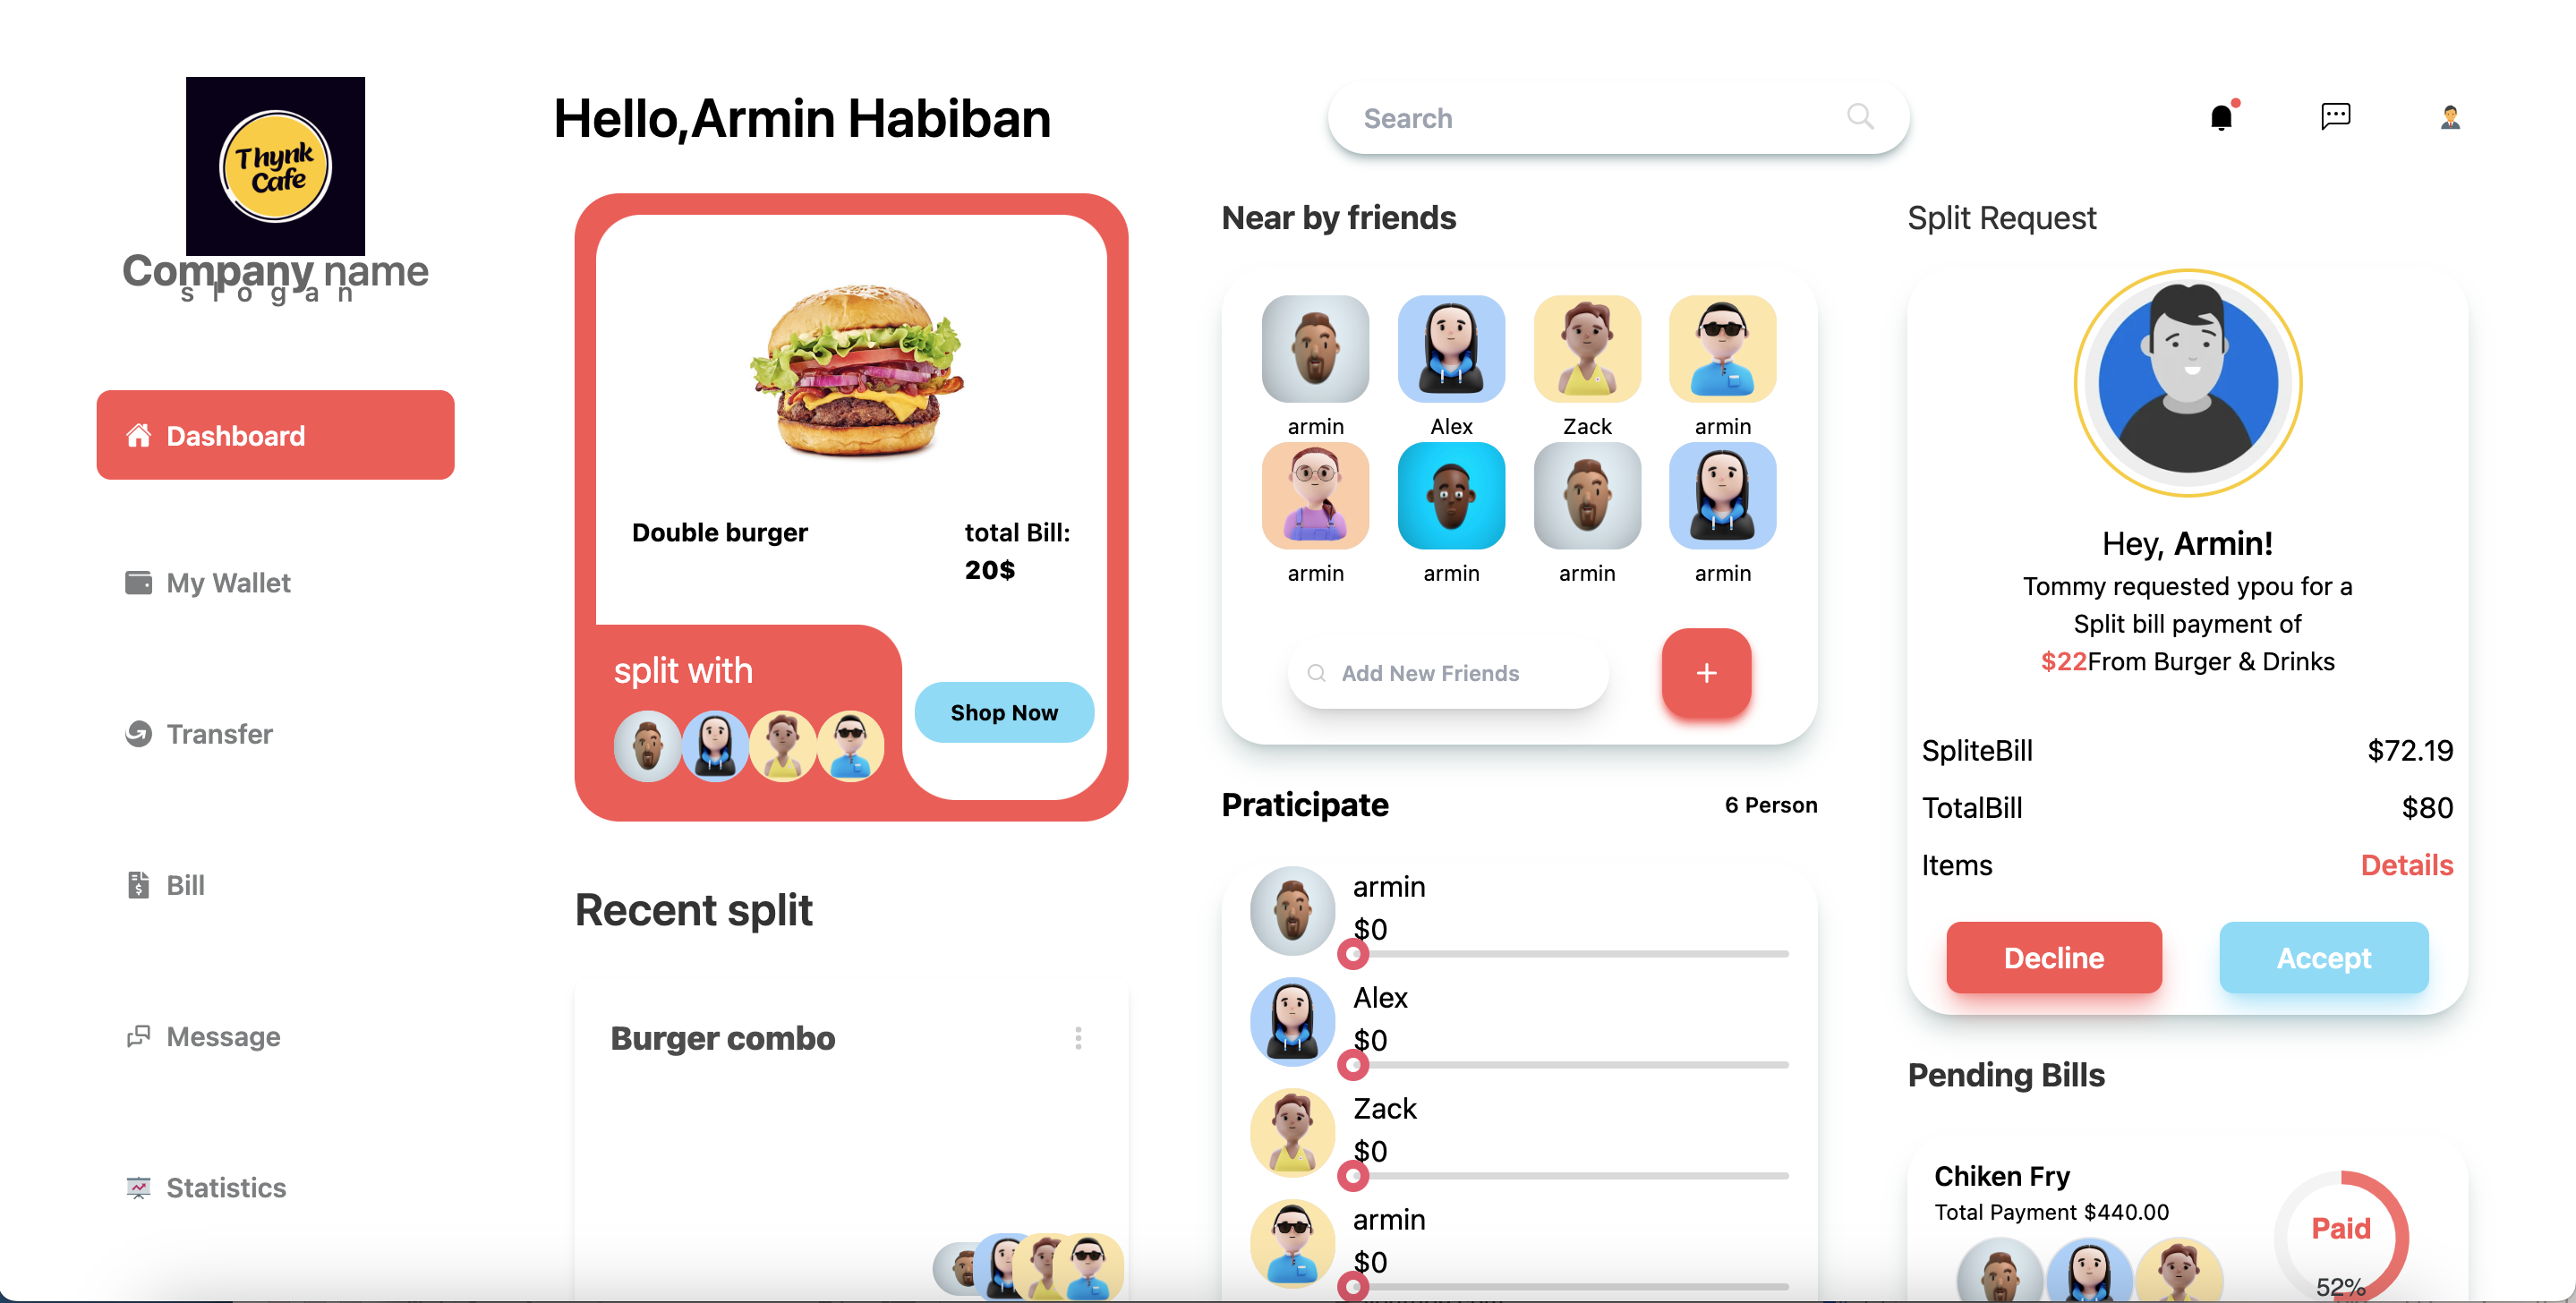 Thynk
Cafe
Company name
slogan
Dashboard
My Wallet
Transfer
Bill
Message
Statistics
Hello,Armin Habiban
Search
Double burger
total Bill:
20$
split with
Shop Now
Recent split
Burger combo
Near by friends
armin
Alex
Zack
armin
armin
armin
armin
armin
Add New Friends
+
Praticipate
6 Person
armin
$0
Alex
$0
Zack
$0
armin
$0
Split Request
Hey, Armin!
Tommy requested ypou for a
Split bill payment of
$22From Burger & Drinks
SpliteBill
$72.19
TotalBill
$80
Items
Details
Decline
Accept
Pending Bills
Chiken Fry
Total Payment $440.00
Paid
52%